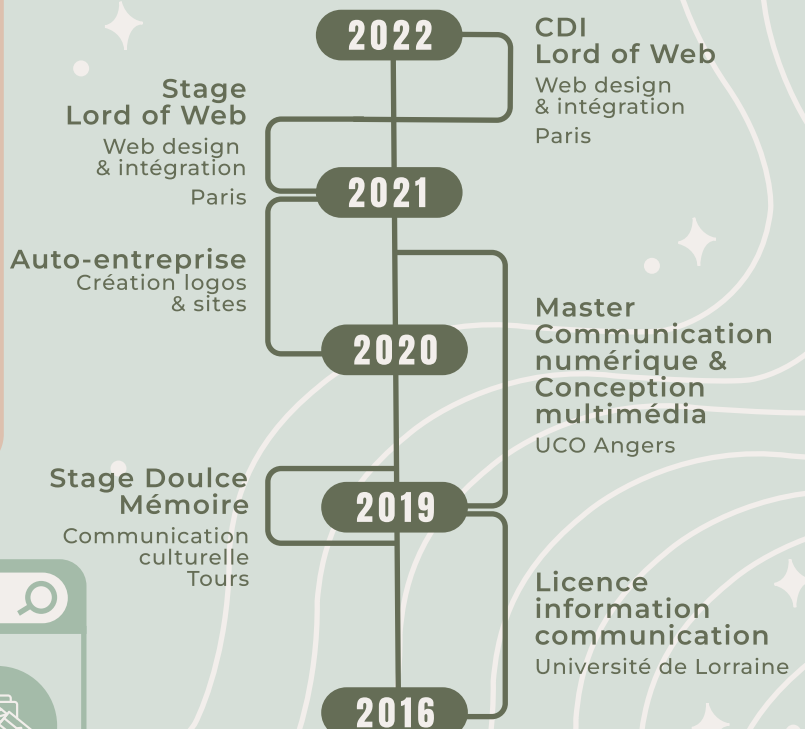 2022
CDI
Lord of Web
Web design
& intégration
Paris
Stage
Lord of Web
Web design
& intégration
Paris
2021
Auto-entreprise
Création logos
& sites
2020
Master
Communication
numérique &
Conception
multimédia
UCO Angers
Stage Doulce
Mémoire
Communication
culturelle
Tours
2019
Licence
information
communication
Université de Lorraine
2016